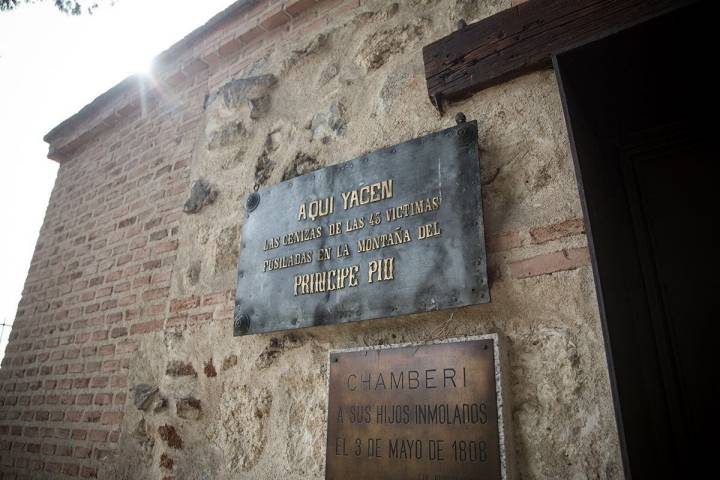 AQUI YACEN
LAS CENIZAS DE LAS 43 VICTIMAS
FUSILADAS EN LA MONTAÑA DEL
PRINCIPE PIO
CHAMBERI
A SUS HIJOS INMOLADOS
EL 3 DE MAYO DE 1808